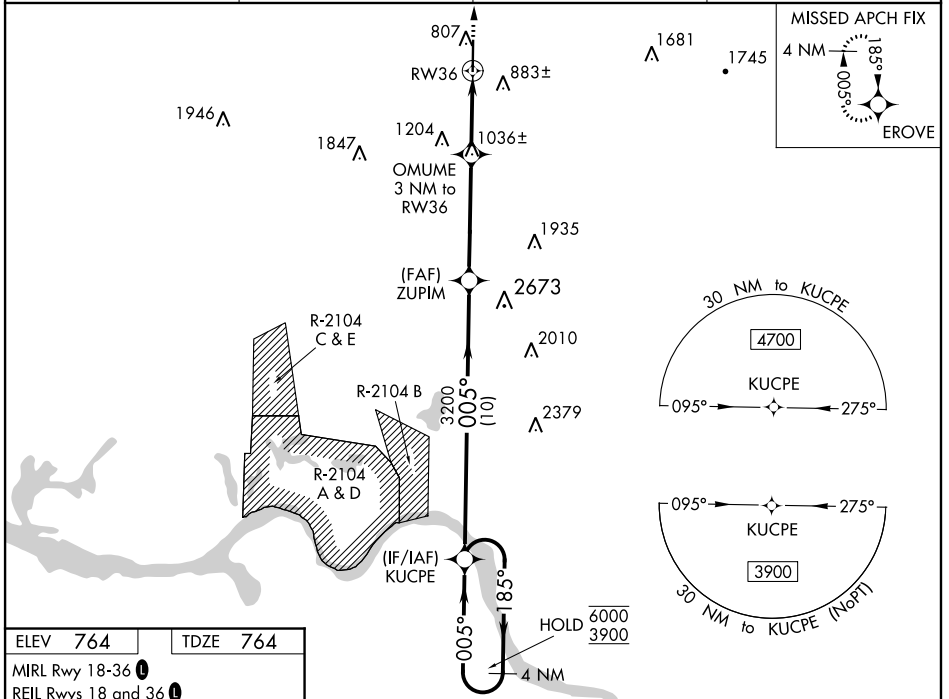 MISSED APCH FIX
4 NM
185°
005°
EROVE
807
RW36
883±
1681
1745
1946
1847
1204
1036±
OMUME
3 NM to
RW36
1935
(FAF)
ZUPIM
2673
R-2104
C & E
2010
R-2104 B
3200
005°
(10)
2379
R-2104
A & D
(IF/IAF)
KUCPE
185°
005°
HOLD
6000
3900
4 NM
30 NM to KUCPE
4700
KUCPE
095°
275°
095°
275°
KUCPE
3900
30 NM to KUCPE (NoPT)
ELEV 764
TDZE 764
MIRL Rwy 18-36 L
REIL Rwys 18 and 36 L